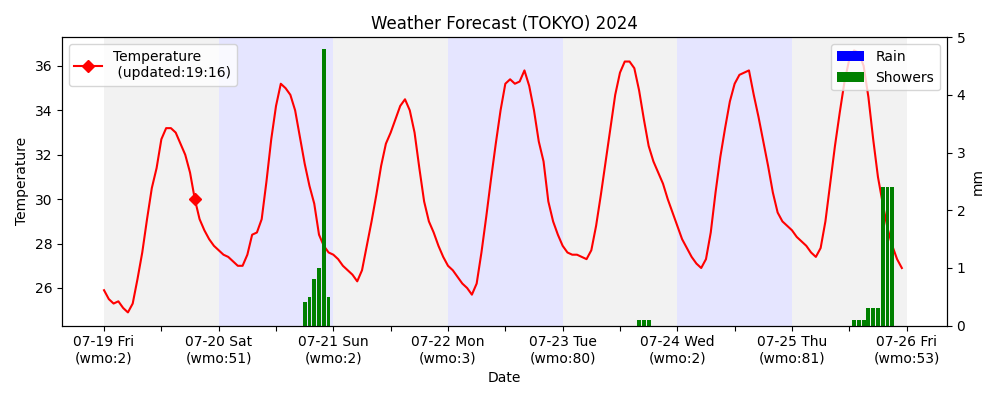 Weather Forecast (TOKYO) 2024
Temperature
(updated:19:16)
Rain
Showers
Temperature
36
34
32
30
28
26
5
4
3
2
1
0
mm
07-19 Fri
(wmo:2)
07-20 Sat
(wmo:51)
07-21 Sun
(wmo:2)
07-22 Mon
(wmo:3)
07-23 Tue
(wmo:80)
07-24 Wed
(wmo:2)
07-25 Thu
(wmo:81)
07-26 Fri
(wmo:53)
Date